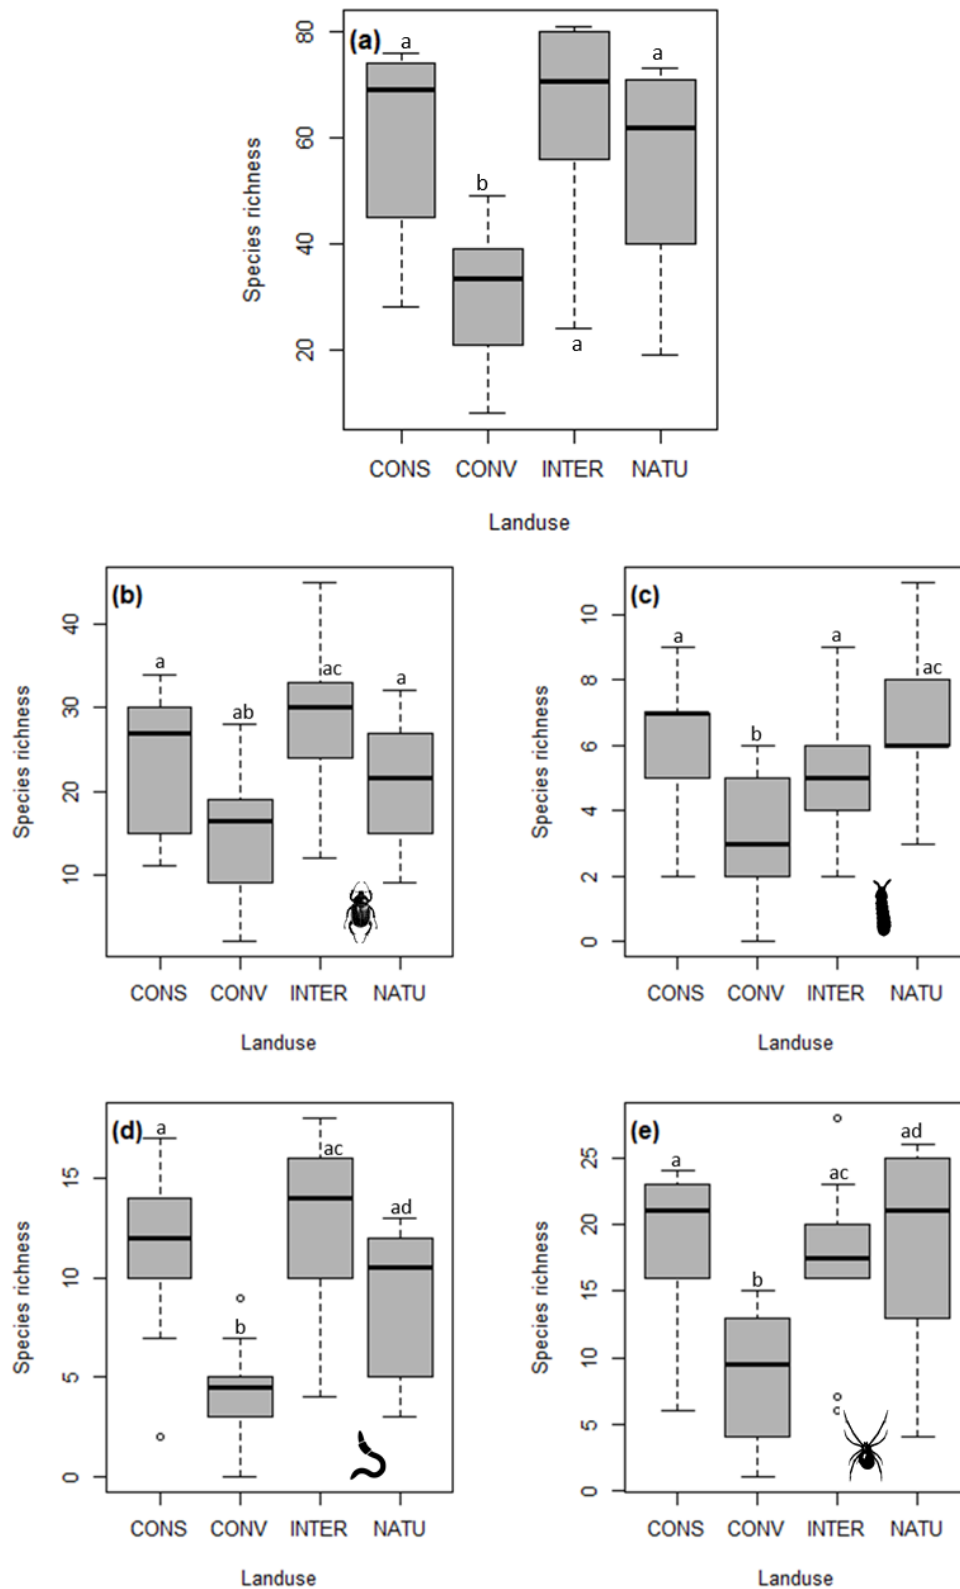 (a)
a
b
a
a
80
60
40
20
Species richness
CONS CONV INTER NATU
Landuse
(b)
a
ab
ac
a
40
30
20
10
Species richness
CONS CONV INTER NATU
Landuse
(c)
a
b
a
ac
10
8
6
4
2
0
Species richness
CONS CONV INTER NATU
Landuse
(d)
a
b
ac
ad
15
10
5
0
Species richness
CONS CONV INTER NATU
Landuse
(e)
a
b
ac
ad
25
20
15
10
5
0
Species richness
CONS CONV INTER NATU
Landuse